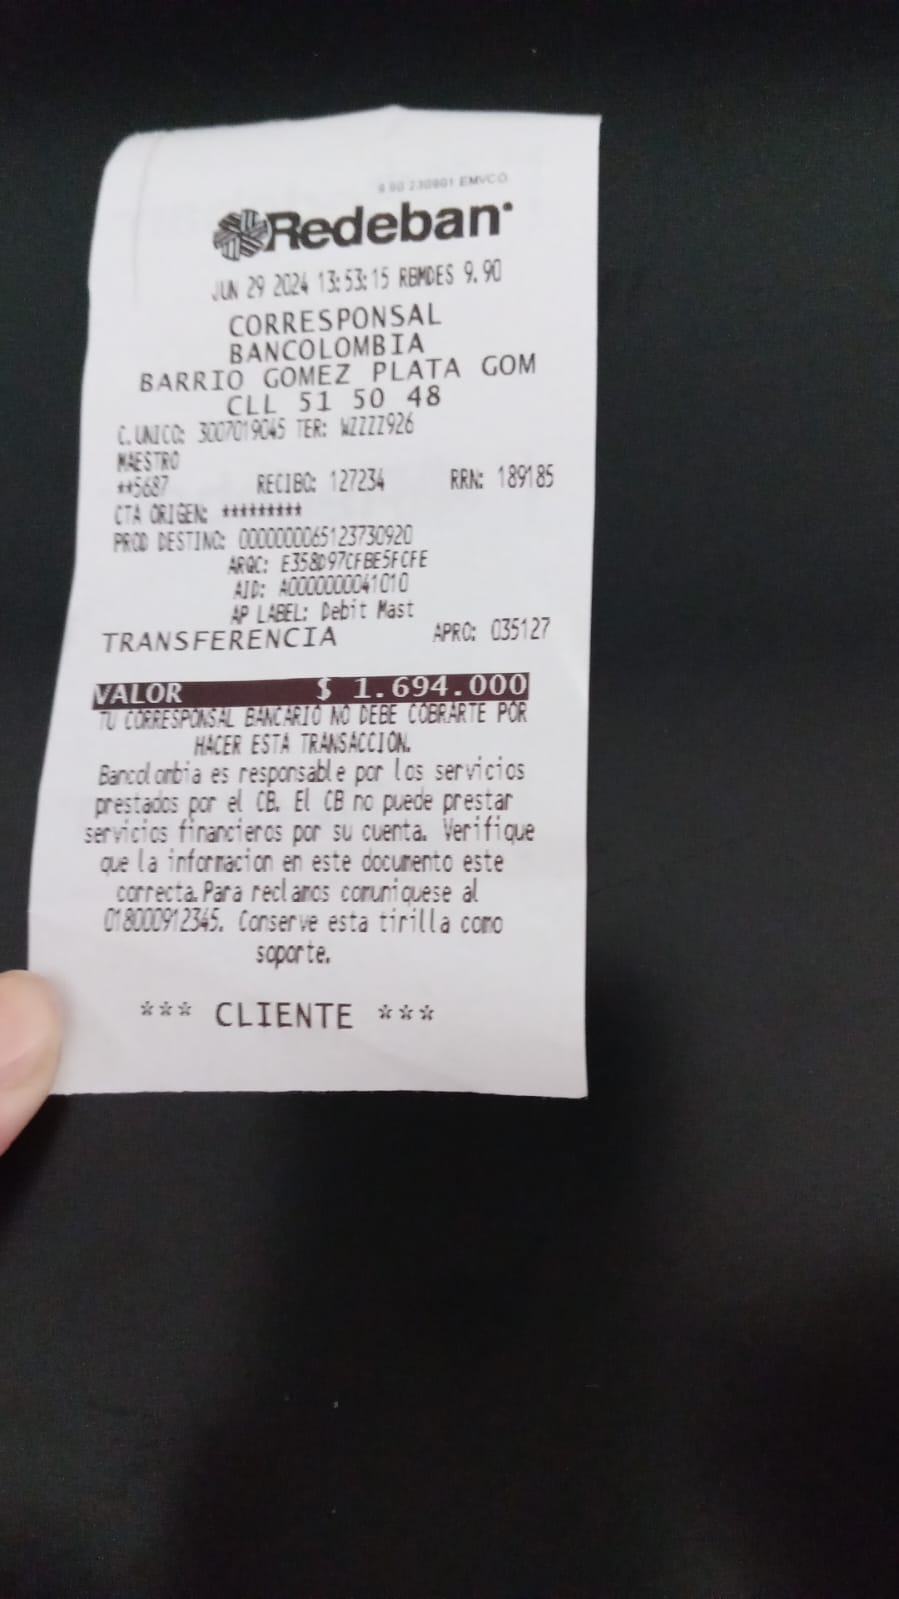 Redeban
JUN 29 2024 13:53:15 RBMDES 9.90
CORRESPONSAL
BANCOLOMBIA
BARRIO GOMEZ PLATA GOM
CLL 51 50 48
C.UNICO: 3007019045 TER: WZZZZ926
MAESTRO
**5687 RECIBO: 127234 RRN: 189185
CTA ORIGEN: *********
PROD DESTINO: 0000000065123730920
ARQC: E358D97CFBE5FCFE
AID: A0000000041010
AP LABEL: Debit Mast
TRANSFERENCIA APRO: 035127
VALOR $ 1.694.000
TU CORRESPONSAL BANCARIO NO DEBE COBRARTE POR
HACER ESTA TRANSACCION.
Bancolombia es responsable por los servicios
prestados por el CB. El CB no puede prestar
servicios financieros por su cuenta. Verifique
que la informacion en este documento este
correcta.Para reclamos comuniquese al
018000912345. Conserve esta tirilla como
soporte.
*** CLIENTE ***